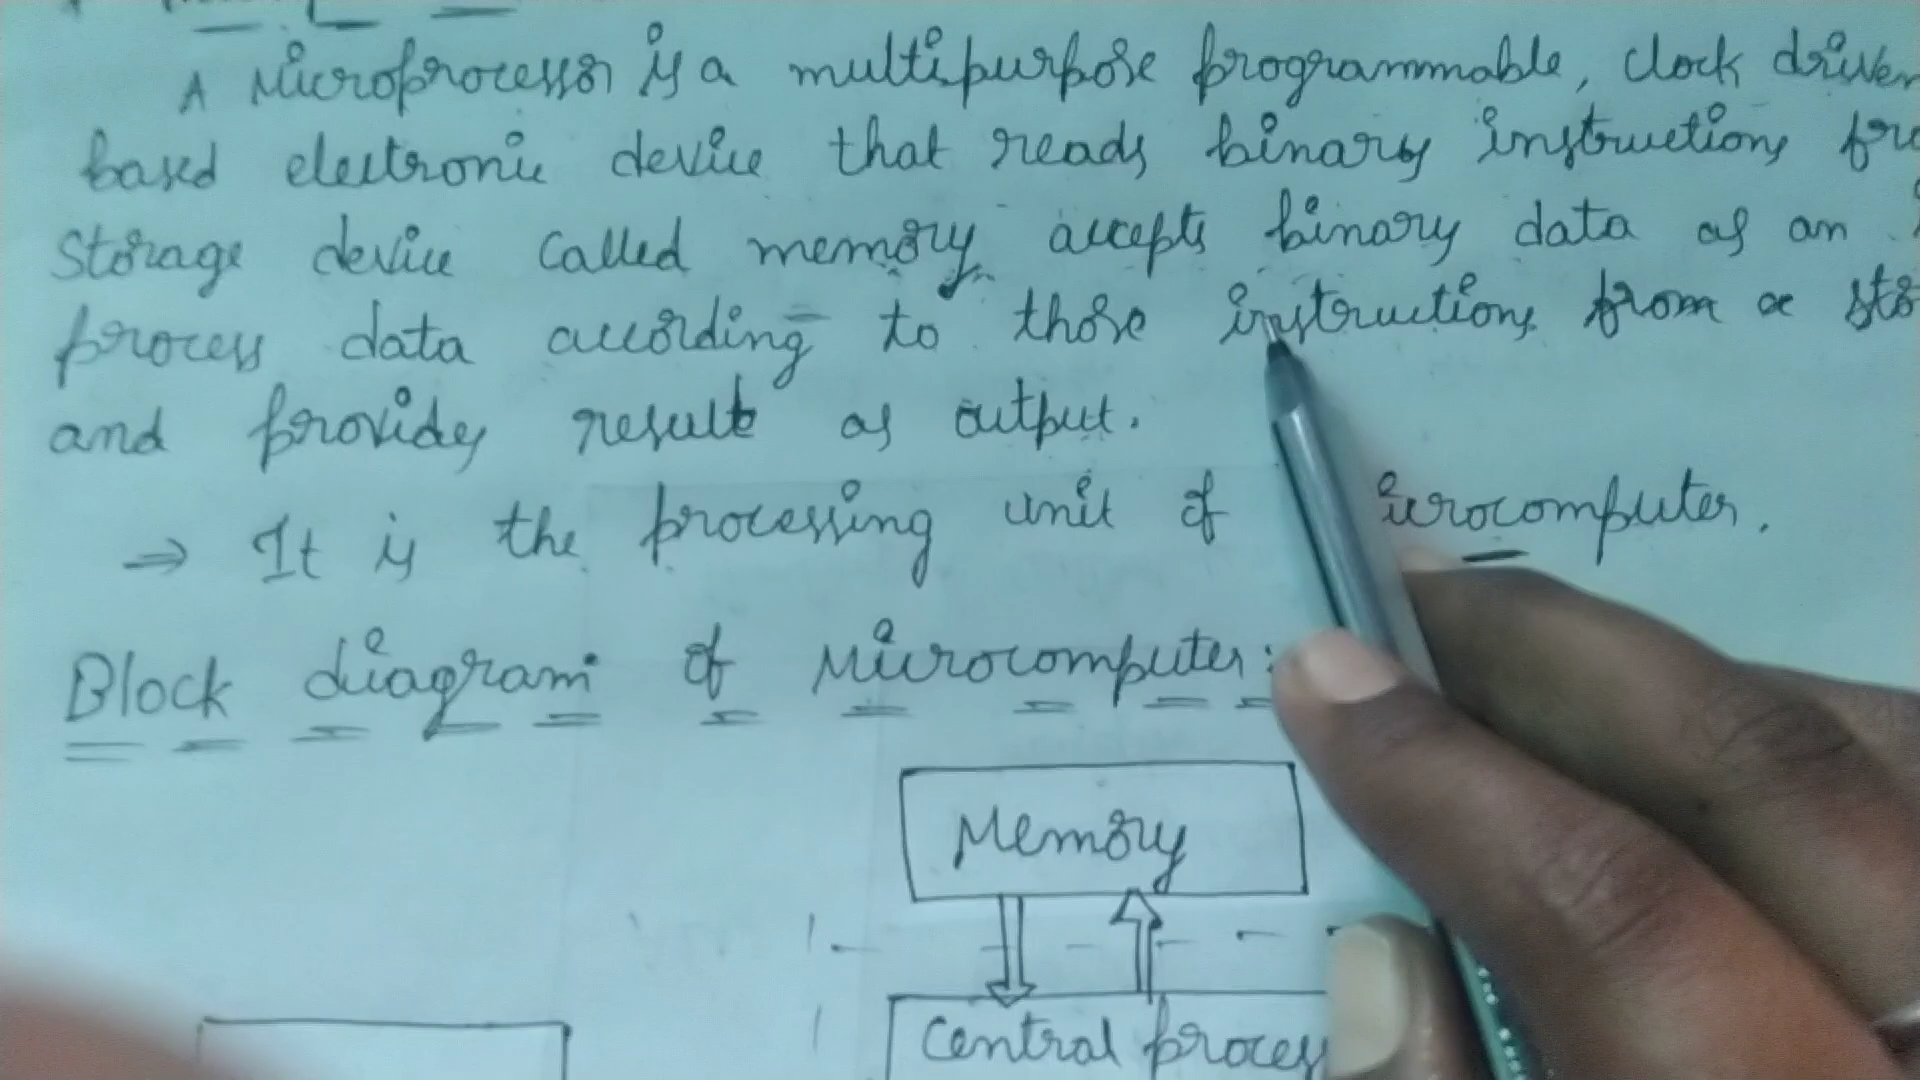 A Microprocessor is a multipurpose programmable, clock driven
based electronic device that reads binary instructions
storage device called memory, accepts binary data as an
process data according to those instructions from a
and provides result as output.
⇒ It is the processing unit of
Block diagram of Microcomputer:
Memory
Central